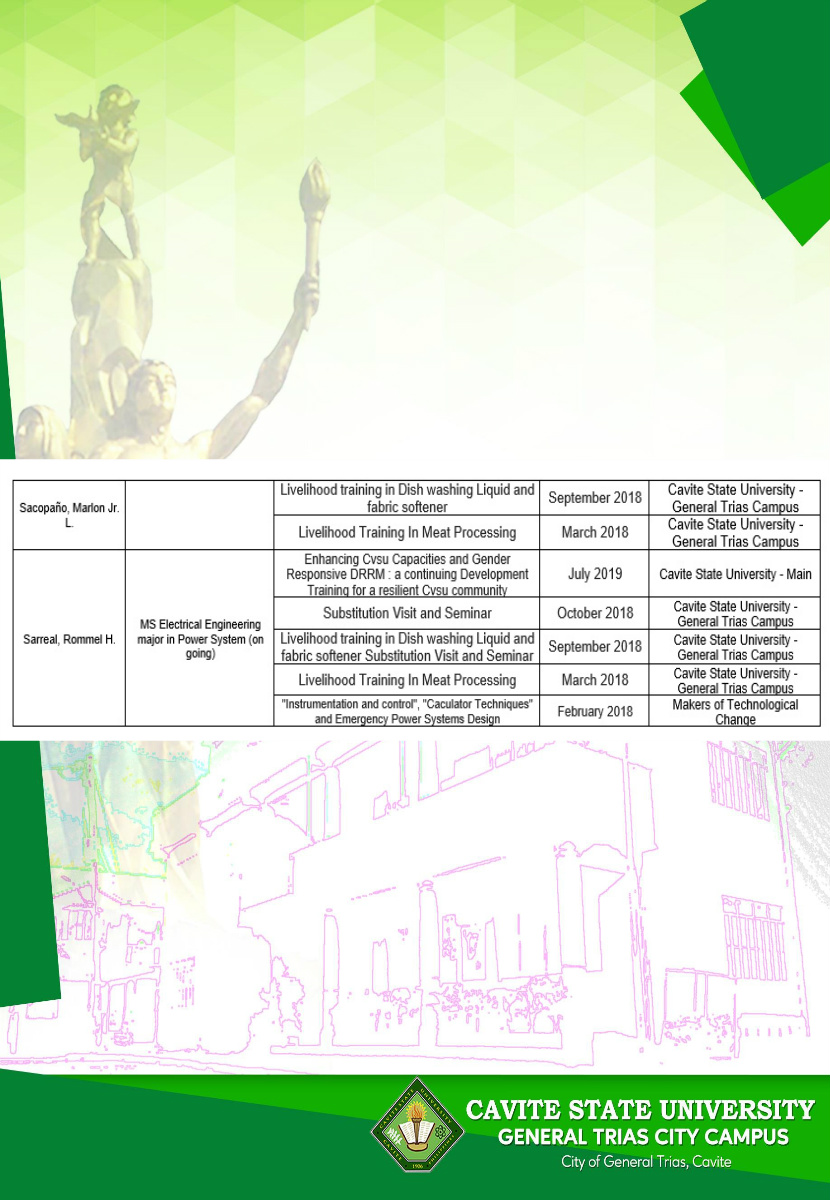 Sacopaño, Marlon Jr.
L.
Livelihood training in Dish washing Liquid and
fabric softener
September 2018
Cavite State University -
General Trias Campus
Livelihood Training In Meat Processing
March 2018
Cavite State University -
General Trias Campus
Sarreal, Rommel H.
MS Electrical Engineering
major in Power System (on
going)
Enhancing Cvsu Capacities and Gender
Responsive DRRM : a continuing Development
Training for a resilient Cvsu community
July 2019
Cavite State University - Main
Substitution Visit and Seminar
October 2018
Cavite State University -
General Trias Campus
Livelihood training in Dish washing Liquid and
fabric softener Substitution Visit and Seminar
September 2018
Cavite State University -
General Trias Campus
Livelihood Training In Meat Processing
March 2018
Cavite State University -
General Trias Campus
"Instrumentation and control", "Caculator Techniques"
and Emergency Power Systems Design
February 2018
Makers of Technological
Change
CAVITE STATE UNIVERSITY
GENERAL TRIAS CITY CAMPUS
City of General Trias, Cavite
1906